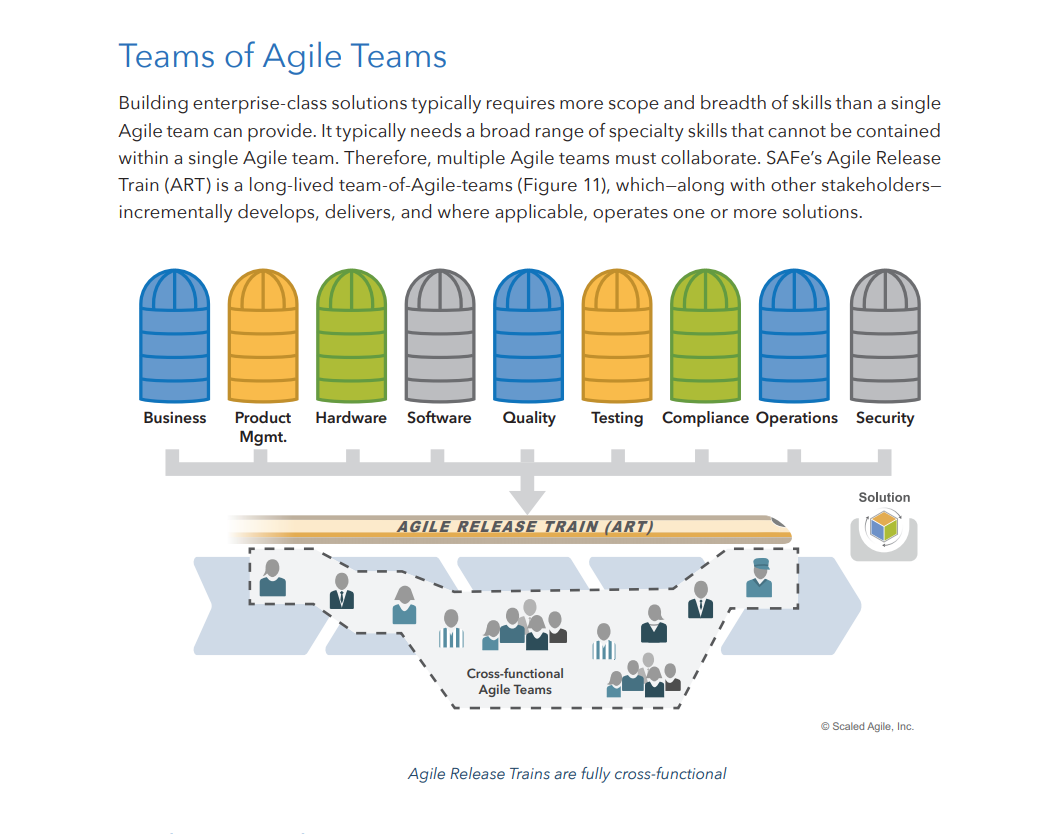 Teams of Agile Teams
Building enterprise-class solutions typically requires more scope and breadth of skills than a single
Agile team can provide. It typically needs a broad range of specialty skills that cannot be contained
within a single Agile team. Therefore, multiple Agile teams must collaborate. SAFe’s Agile Release
Train (ART) is a long-lived team-of-Agile-teams (Figure 11), which—along with other stakeholders—
incrementally develops, delivers, and where applicable, operates one or more solutions.
Business
Product
Mgmt.
Hardware
Software
Quality
Testing
Compliance
Operations
Security
Solution
AGILE RELEASE TRAIN (ART)
Cross-functional
Agile Teams
© Scaled Agile, Inc.
Agile Release Trains are fully cross-functional